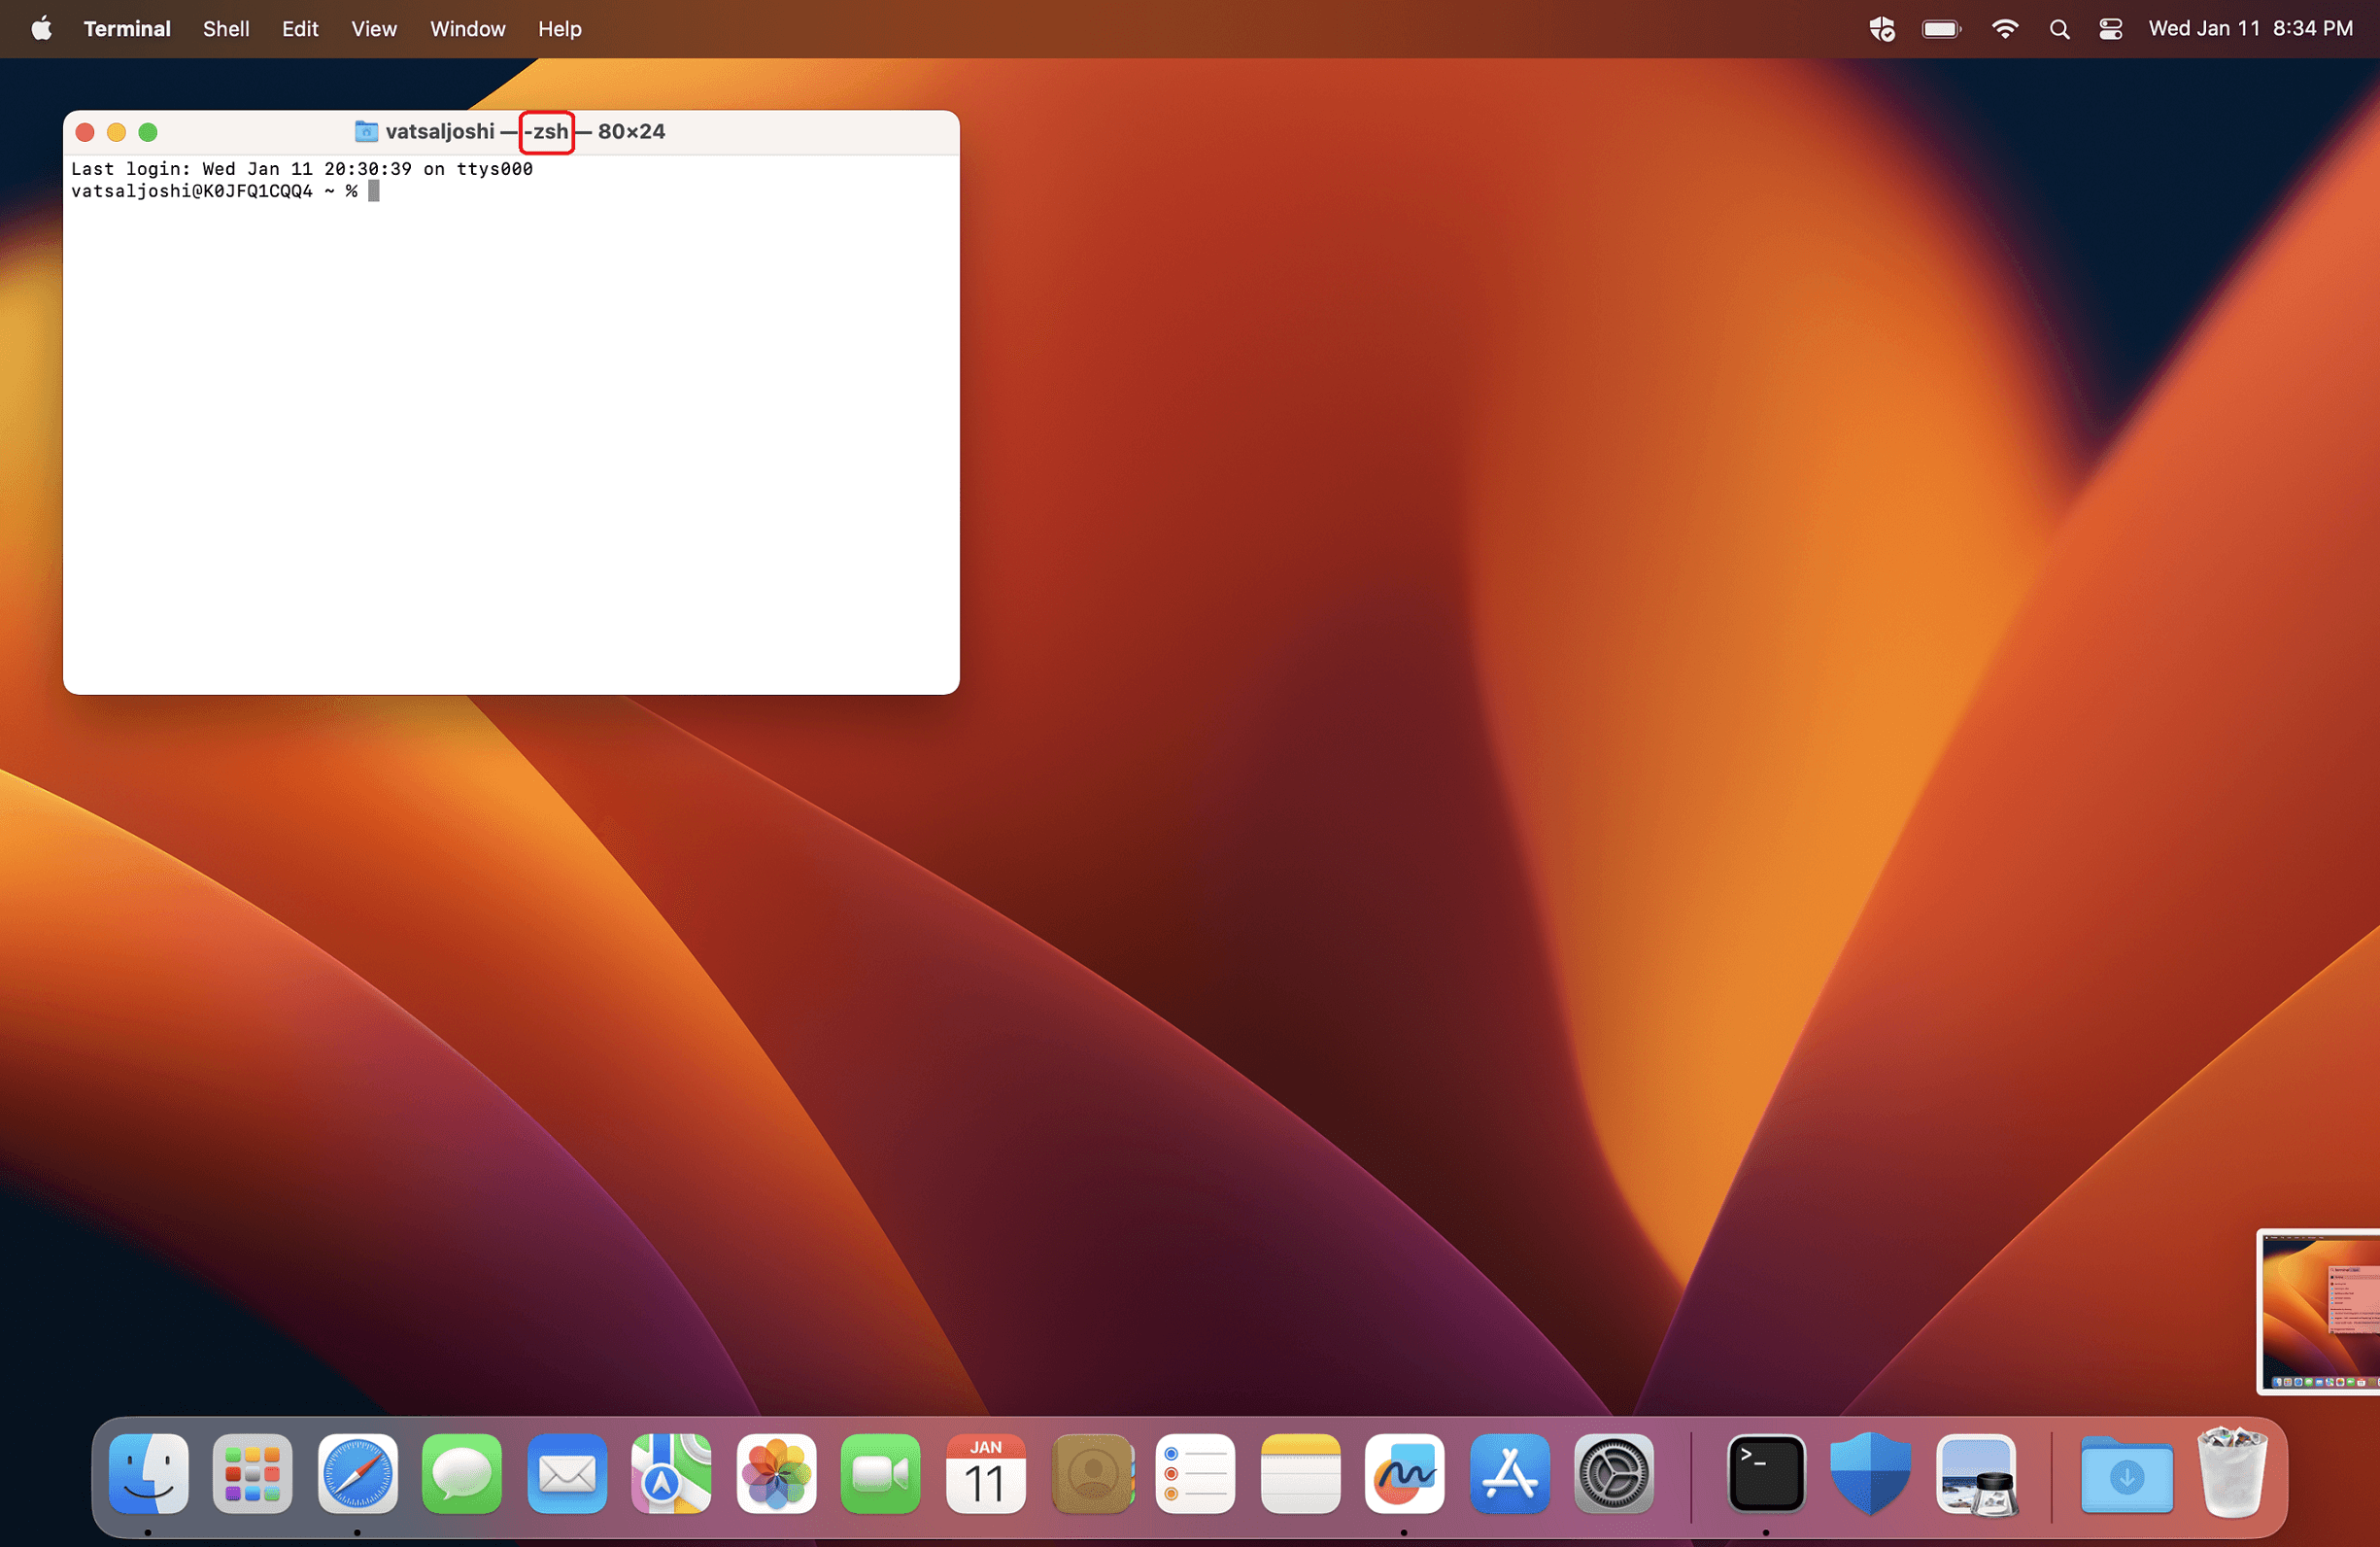 Terminal Shell Edit View Window Help Wed Jan 11 8:34 PM
vatsaljoshi — -zsh — 80×24
Last login: Wed Jan 11 20:30:39 on ttys000
vatsaljoshi@K0JFQ1CQQ4 ~ %
JAN
11
>_